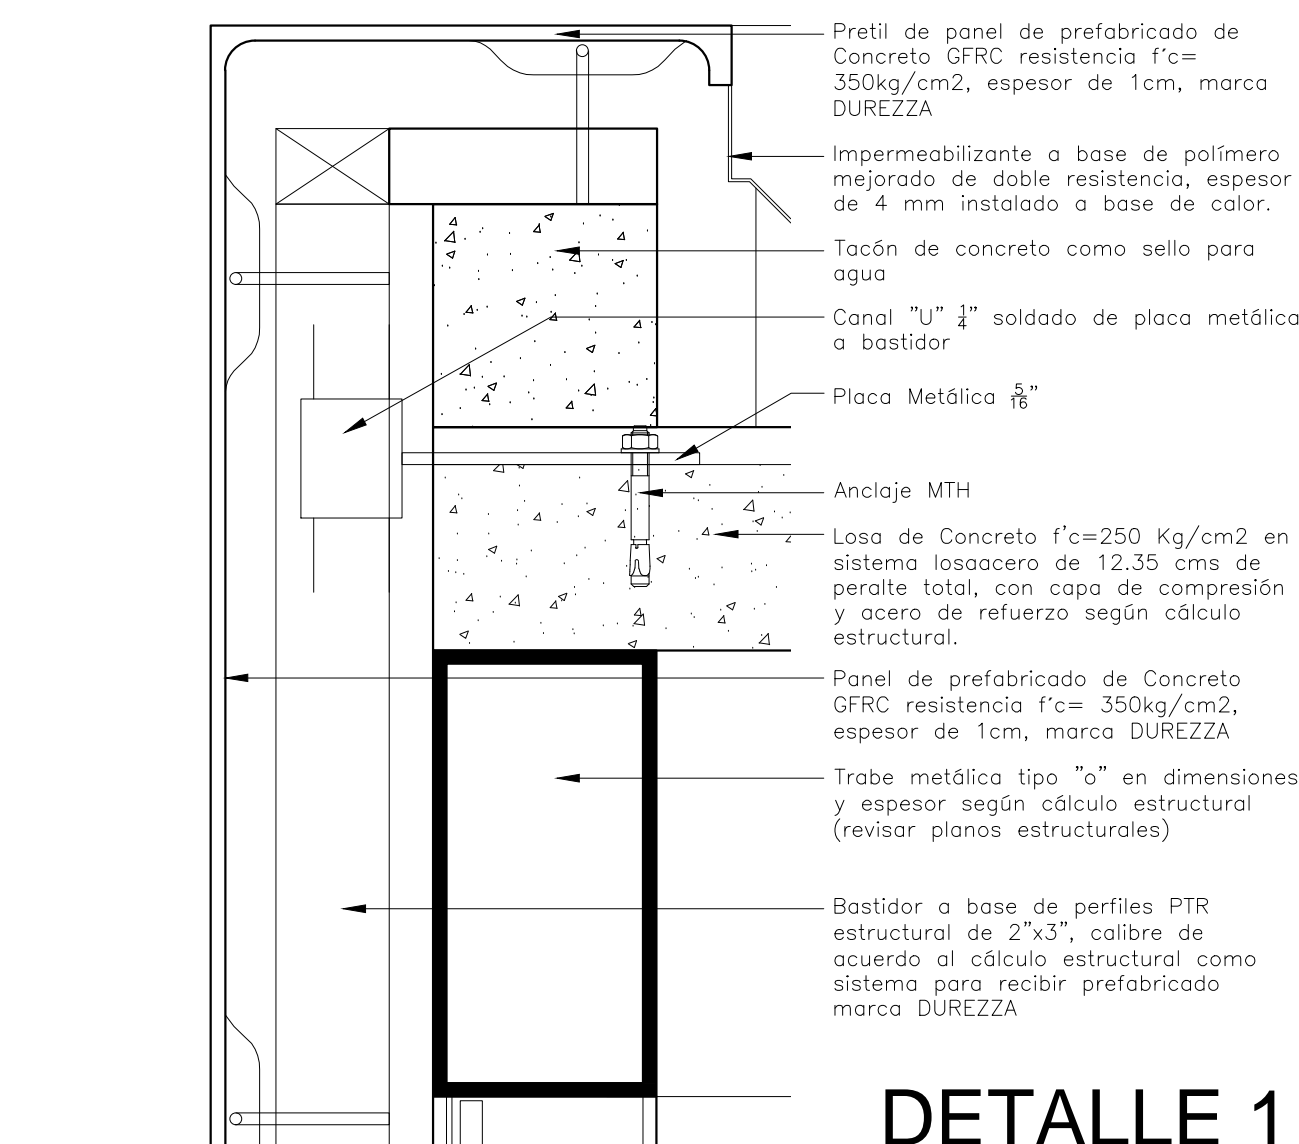 Pretil de panel de prefabricado de
Concreto GFRC resistencia f´c=
350kg/cm2, espesor de 1cm, marca
DUREZZA
Impermeabilizante a base de polímero
mejorado de doble resistencia, espesor
de 4 mm instalado a base de calor.
Tacón de concreto como sello para
agua
Canal "U" 1/4" soldado de placa metálica
a bastidor
Placa Metálica 5/16"
Anclaje MTH
Losa de Concreto f'c=250 Kg/cm2 en
sistema losaacero de 12.35 cms de
peralte total, con capa de compresión
y acero de refuerzo según cálculo
estructural.
Panel de prefabricado de Concreto
GFRC resistencia f´c= 350kg/cm2,
espesor de 1cm, marca DUREZZA
Trabe metálica tipo "o" en dimensiones
y espesor según cálculo estructural
(revisar planos estructurales)
Bastidor a base de perfiles PTR
estructural de 2"x3", calibre de
acuerdo al cálculo estructural como
sistema para recibir prefabricado
marca DUREZZA
DETALLE 1